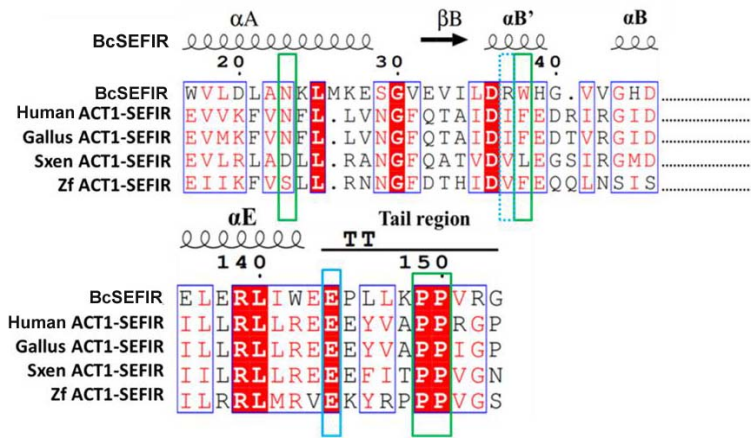 αA βB αB' αB
BcSEFIR
20 30 40
BcSEFIR WVLDLANKLMKESGVEVILDRWHG.VVGHD ..................
Human ACT1-SEFIR EVVKFVNFL.LVNGFQTAIDIFEDRIRGID ..................
Gallus ACT1-SEFIR EVMKFVNFL.LVNGFQTAIDIFEDTVRGID ..................
Sxen ACT1-SEFIR EVLRLADLL.RANGFQATVDVLEGSIRGMD ..................
Zf ACT1-SEFIR EIIKFVSLL.RNNGFDTHIDVFEQQLNSIS ..................
αE Tail region
TT
140 150
BcSEFIR ELERLIWEEPLLKPPVRG
Human ACT1-SEFIR ILLRLLREEEYVAPPRGP
Gallus ACT1-SEFIR ILLRLLREEEYVAPPIGP
Sxen ACT1-SEFIR IILRLLREEEFITPPVGN
Zf ACT1-SEFIR ILRRLMRVEKYRPPPVGS